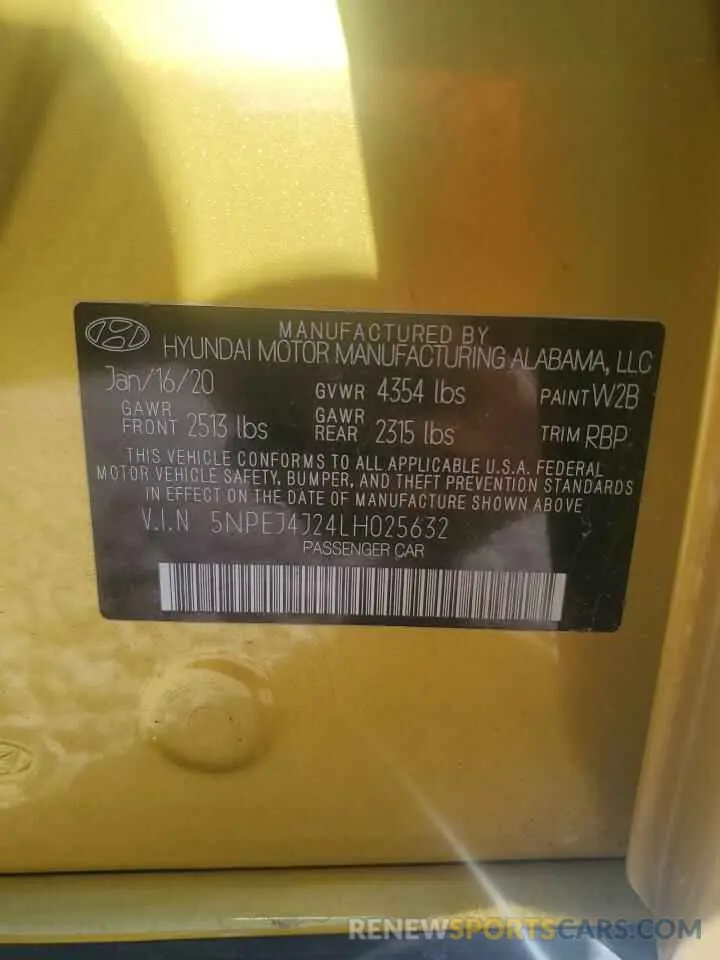 MANUFACTURED BY
HYUNDAI MOTOR MANUFACTURING ALABAMA, LLC
Jan/16/20 GVWR 4354 lbs PAINT W2B
GAWR FRONT 2513 lbs GAWR REAR 2315 lbs TRIM RBP
THIS VEHICLE CONFORMS TO ALL APPLICABLE U.S.A. FEDERAL
MOTOR VEHICLE SAFETY, BUMPER, AND THEFT PREVENTION STANDARDS
IN EFFECT ON THE DATE OF MANUFACTURE SHOWN ABOVE
V.I.N 5NPEJ4J24LH025632
PASSENGER CAR
RENEWSPORTSCARS.COM